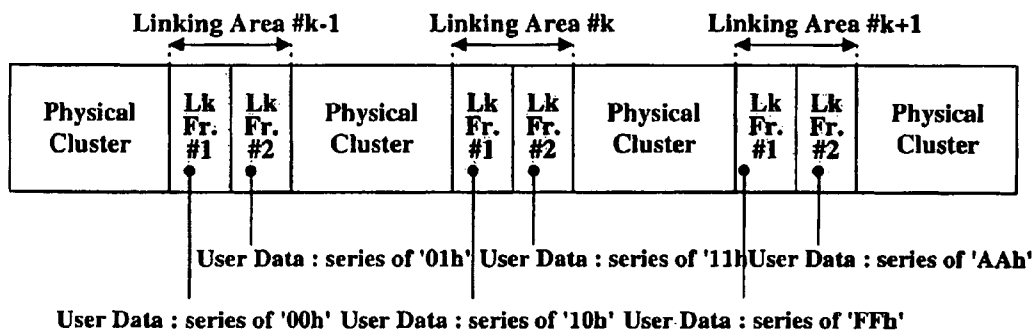 Linking Area #k-1 Linking Area #k Linking Area #k+1
Physical Cluster
Lk Fr. #1
Lk Fr. #2
Physical Cluster
Lk Fr. #1
Lk Fr. #2
Physical Cluster
Lk Fr. #1
Lk Fr. #2
Physical Cluster
User Data : series of '01h' User Data : series of '11h User Data : series of 'AAh'
User Data : series of '00h' User Data : series of '10h' User Data : series of 'FFh'